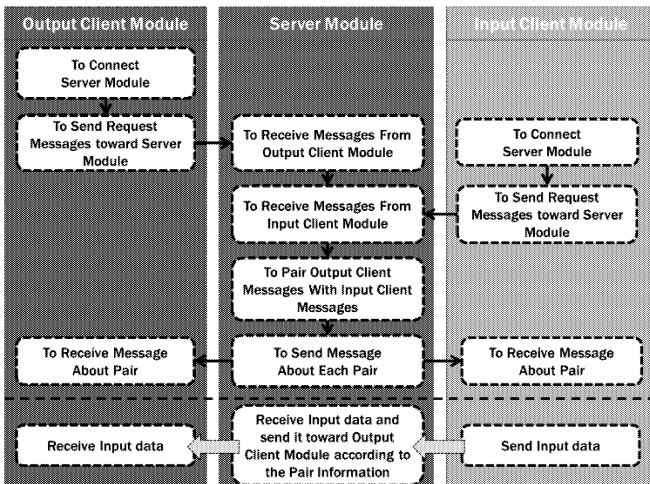 Output Client Module
Server Module
Input Client Module
To Connect
Server Module
To Send Request
Messages toward Server
Module
To Receive Messages From
Output Client Module
To Connect
Server Module
To Receive Messages From
Input Client Module
To Send Request
Messages toward Server
Module
To Pair Output Client
Messages With Input Client
Messages
To Receive Message
About Pair
To Send Message
About Each Pair
To Receive Message
About Pair
Receive Input data
Receive Input data and
send it toward Output
Client Module according to
the Pair Information
Send Input data